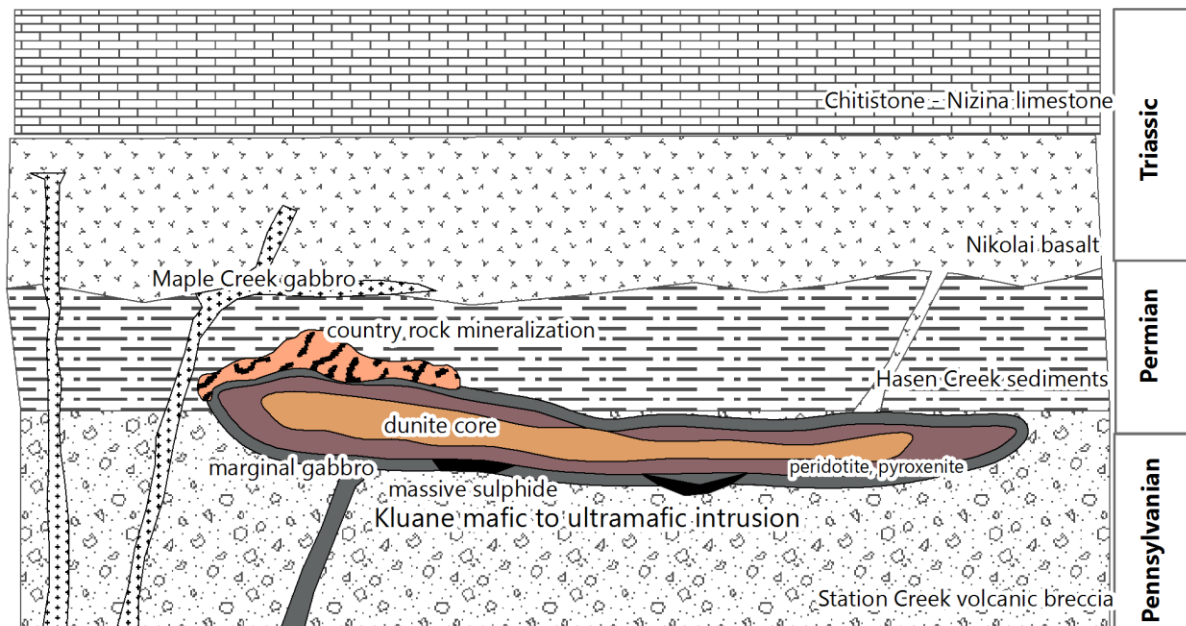 Chitistone - Nizina limestone
Triassic
Nikolai basalt
Maple Creek gabbro
country rock mineralization
Permian
Hasen Creek sediments
dunite core
marginal gabbro
peridotite, pyroxenite
massive sulphide
Kluane mafic to ultramafic intrusion
Station Creek volcanic breccia
Pennsylvanian